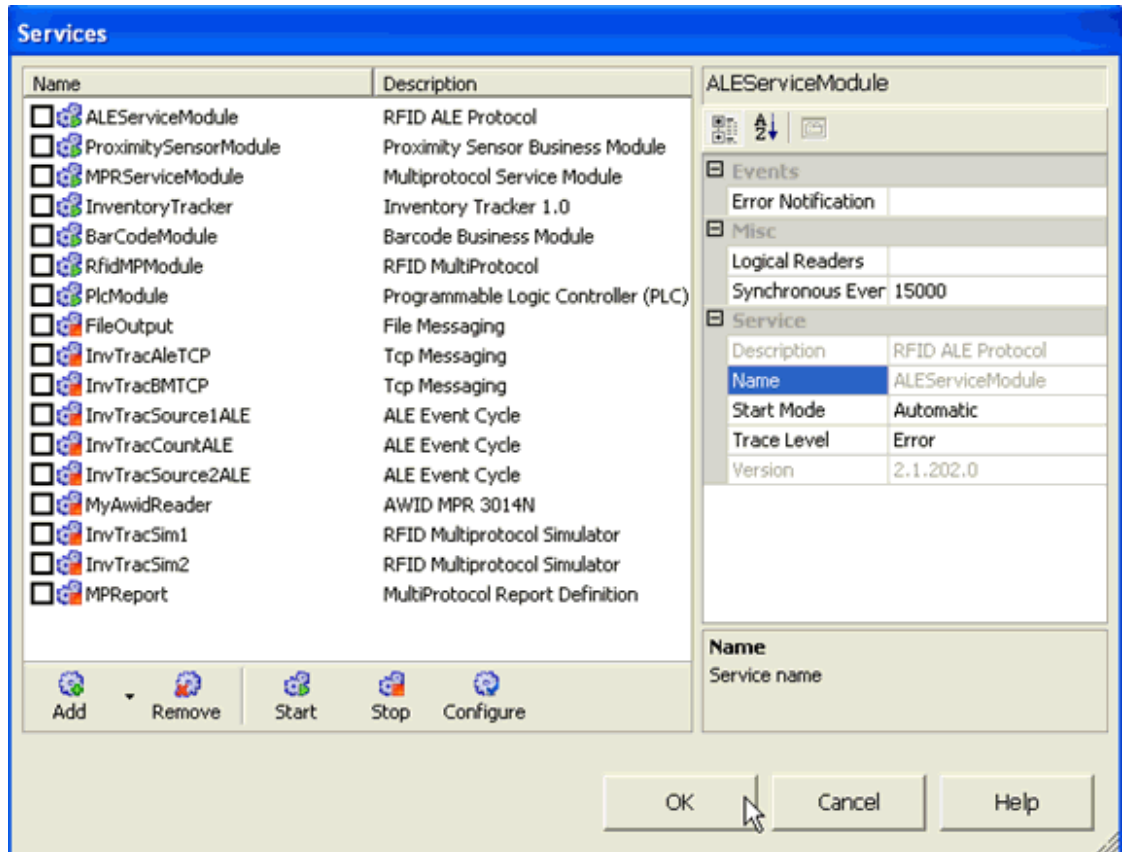 Services
Name Description
ALEServiceModule RFID ALE Protocol
ProximitySensorModule Proximity Sensor Business Module
MPRServiceModule Multiprotocol Service Module
InventoryTracker Inventory Tracker 1.0
BarCodeModule Barcode Business Module
RfidMPModule RFID MultiProtocol
PlcModule Programmable Logic Controller (PLC)
FileOutput File Messaging
InvTracAleTCP Tcp Messaging
InvTracBMTCP Tcp Messaging
InvTracSource1ALE ALE Event Cycle
InvTracCountALE ALE Event Cycle
InvTracSource2ALE ALE Event Cycle
MyAwidReader AWID MPR 3014N
InvTracSim1 RFID Multiprotocol Simulator
InvTracSim2 RFID Multiprotocol Simulator
MPReport MultiProtocol Report Definition
Add Remove Start Stop Configure
ALEServiceModule
Events
Error Notification
Misc
Logical Readers
Synchronous Ever 15000
Service
Description RFID ALE Protocol
Name ALEServiceModule
Start Mode Automatic
Trace Level Error
Version 2.1.202.0
Name
Service name
OK Cancel Help